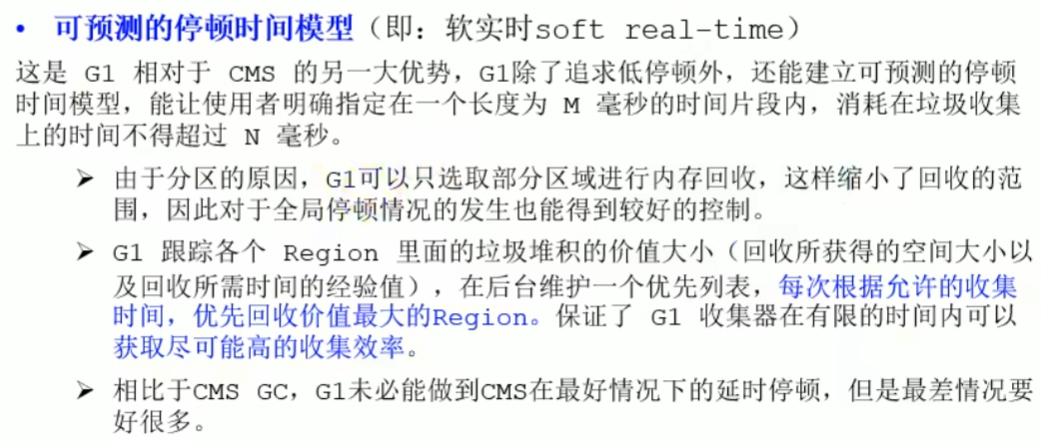 • 可预测的停顿时间模型（即：软实时soft real-time）
这是 G1 相对于 CMS 的另一大优势，G1除了追求低停顿外，还能建立可预测的停顿
时间模型，能让使用者明确指定在一个长度为 M 毫秒的时间片段内，消耗在垃圾收集
上的时间不得超过 N 毫秒。
➢ 由于分区的原因，G1可以只选取部分区域进行内存回收，这样缩小了回收的范
围，因此对于全局停顿情况的发生也能得到较好的控制。
➢ G1 跟踪各个 Region 里面的垃圾堆积的价值大小（回收所获得的空间大小以
及回收所需时间的经验值），在后台维护一个优先列表，每次根据允许的收集
时间，优先回收价值最大的Region。保证了 G1 收集器在有限的时间内可以
获取尽可能高的收集效率。
➢ 相比于CMS GC，G1未必能做到CMS在最好情况下的延时停顿，但是最差情况要
好很多。